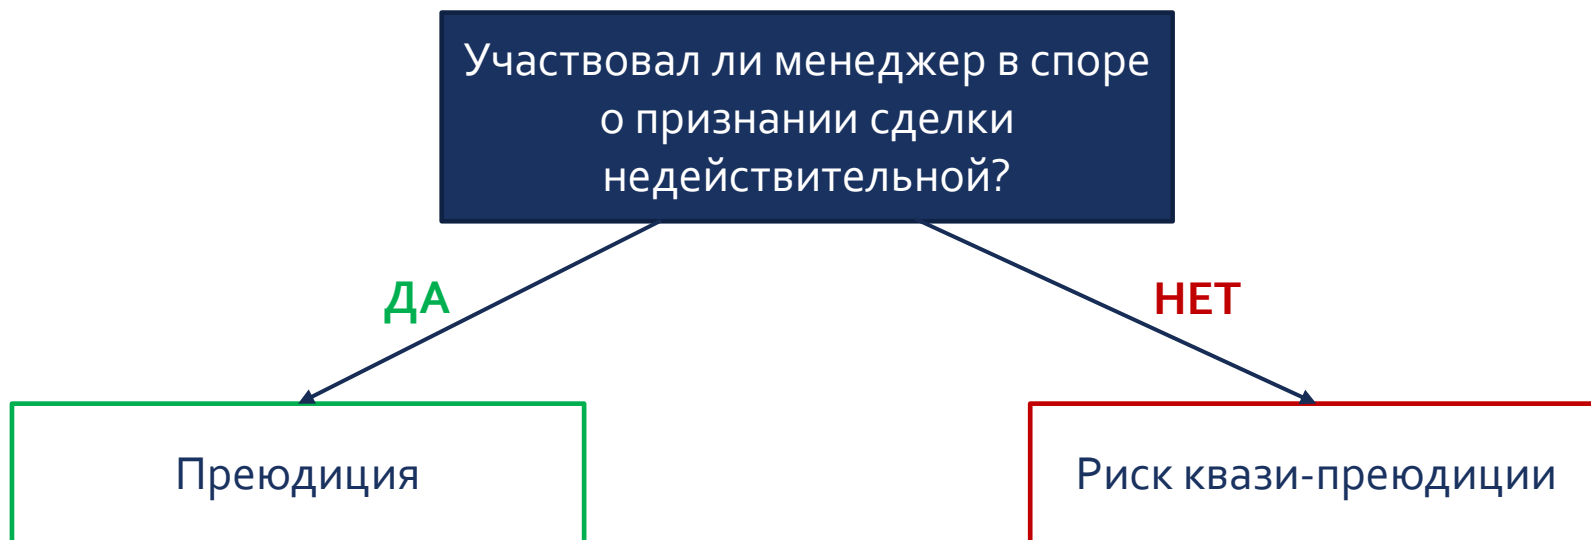 Участвовал ли менеджер в споре
о признании сделки
недействительной?
ДА
НЕТ
Преюдиция
Риск квази-преюдиции